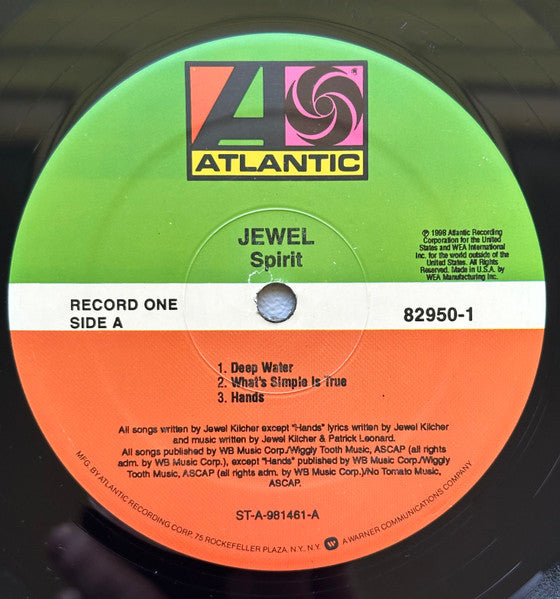 ATLANTIC
JEWEL
Spirit
℗ 1998 Atlantic Recording
Corporation for the United
States and WEA International
Inc. for the world outside of the
United States. All Rights
Reserved. Made in U.S.A. by
WEA Manufacturing Inc.
RECORD ONE
SIDE A
82950-1
1. Deep Water
2. What's Simple Is True
3. Hands
All songs written by Jewel Kilcher except "Hands" lyrics written by Jewel Kilcher
and music written by Jewel Kilcher & Patrick Leonard.
All songs published by WB Music Corp./Wiggly Tooth Music, ASCAP (all rights
adm. by WB Music Corp.), except "Hands" published by WB Music Corp./Wiggly
Tooth Music, ASCAP (all rights adm. by WB Music Corp.)/No Tomato Music,
ASCAP.
ST-A-981461-A
MFG. BY ATLANTIC RECORDING CORP. 75 ROCKEFELLER PLAZA. N.Y., N.Y. A WARNER COMMUNICATIONS COMPANY